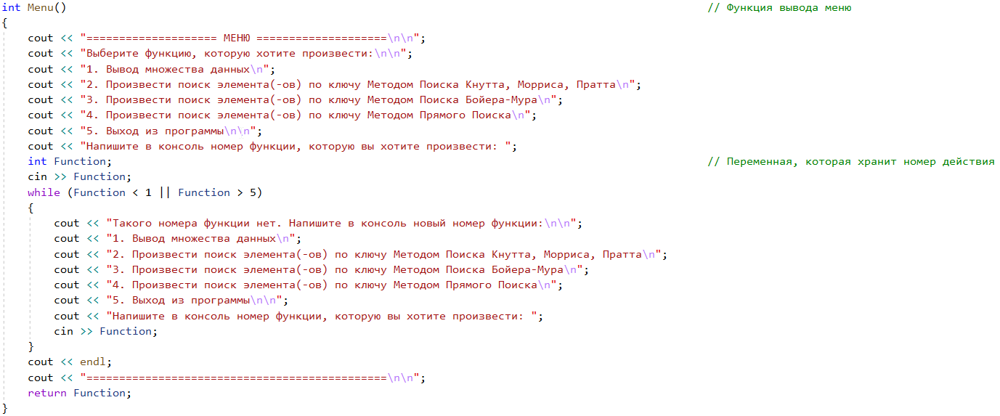 int Menu() // Функция вывода меню
{
cout << "==================== МЕНЮ ====================\n\n";
cout << "Выберите функцию, которую хотите произвести:\n\n";
cout << "1. Вывод множества данных\n";
cout << "2. Произвести поиск элемента(-ов) по ключу Методом Поиска Кнутта, Морриса, Пратта\n";
cout << "3. Произвести поиск элемента(-ов) по ключу Методом Поиска Бойера-Мура\n";
cout << "4. Произвести поиск элемента(-ов) по ключу Методом Прямого Поиска\n";
cout << "5. Выход из программы\n\n";
cout << "Напишите в консоль номер функции, которую вы хотите произвести: ";
int Function; // Переменная, которая хранит номер действия
cin >> Function;
while (Function < 1 || Function > 5)
{
cout << "Такого номера функции нет. Напишите в консоль новый номер функции:\n\n";
cout << "1. Вывод множества данных\n";
cout << "2. Произвести поиск элемента(-ов) по ключу Методом Поиска Кнутта, Морриса, Пратта\n";
cout << "3. Произвести поиск элемента(-ов) по ключу Методом Поиска Бойера-Мура\n";
cout << "4. Произвести поиск элемента(-ов) по ключу Методом Прямого Поиска\n";
cout << "5. Выход из программы\n\n";
cout << "Напишите в консоль номер функции, которую вы хотите произвести: ";
cin >> Function;
}
cout << endl;
cout << "==============================================\n\n";
return Function;
}